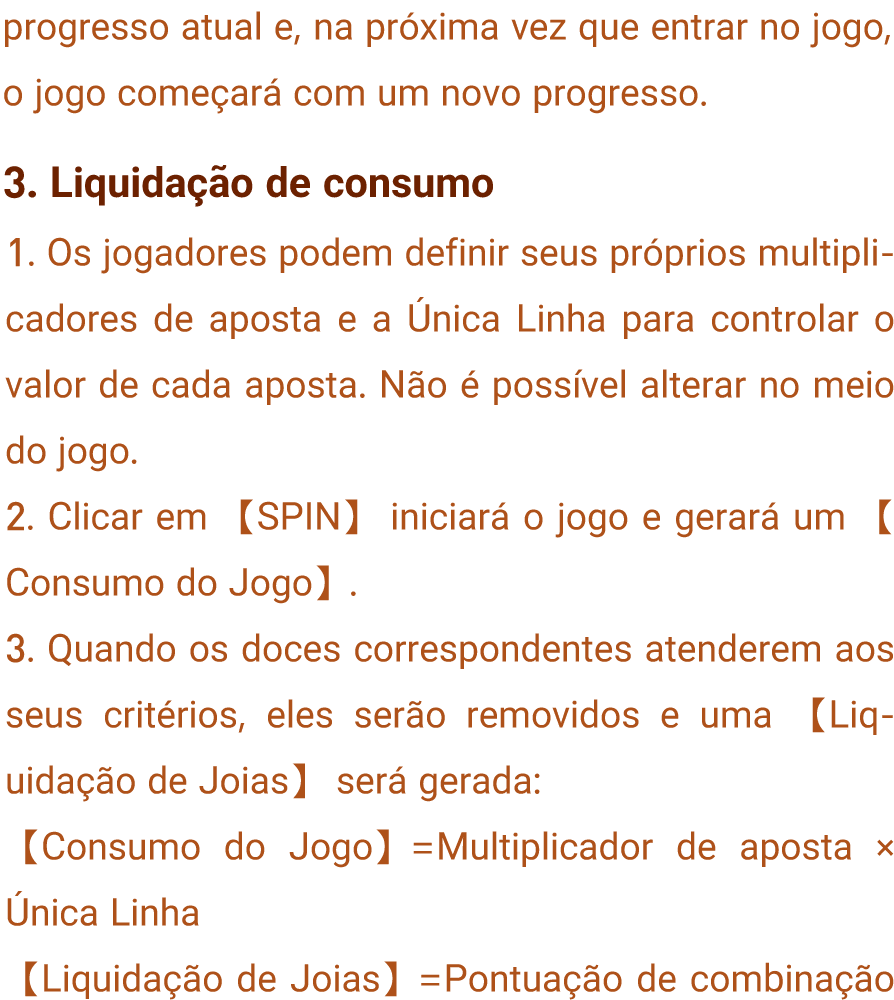 progresso atual e, na próxima vez que entrar no jogo,
o jogo começará com um novo progresso.
3. Liquidação de consumo
1. Os jogadores podem definir seus próprios multipli-
cadores de aposta e a Única Linha para controlar o
valor de cada aposta. Não é possível alterar no meio
do jogo.
2. Clicar em 【SPIN】 iniciará o jogo e gerará um 【
Consumo do Jogo】.
3. Quando os doces correspondentes atenderem aos
seus critérios, eles serão removidos e uma 【Liq-
uidação de Joias】 será gerada:
【Consumo do Jogo】=Multiplicador de aposta ×
Única Linha
【Liquidação de Joias】=Pontuação de combinação